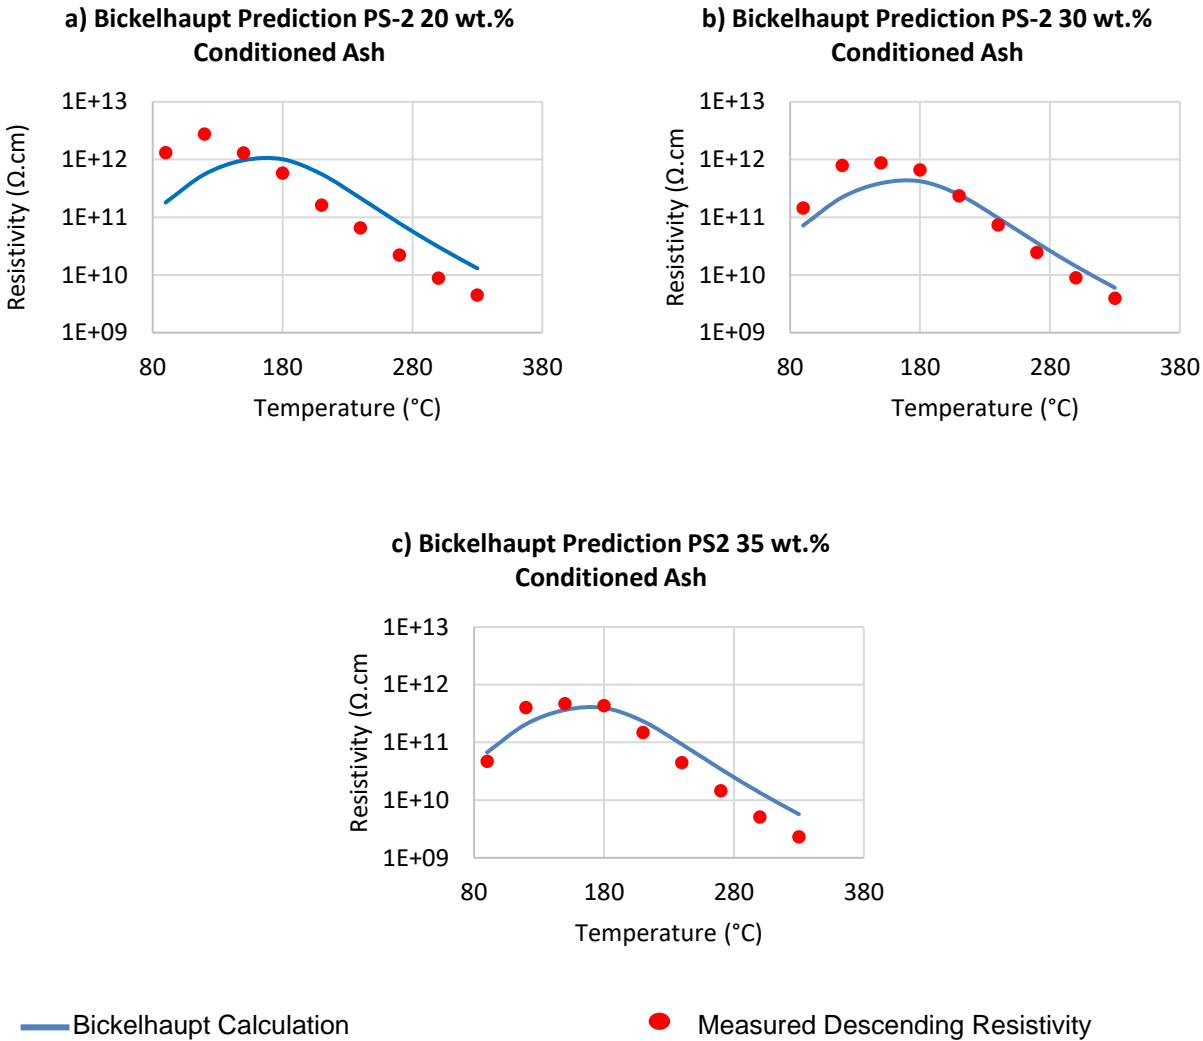 a) Bickelhaupt Prediction PS-2 20 wt.%
Conditioned Ash
1E+13
1E+12
1E+11
1E+10
1E+09
80 180 280 380
Resistivity (Ω.cm)
Temperature (°C)
b) Bickelhaupt Prediction PS-2 30 wt.%
Conditioned Ash
1E+13
1E+12
1E+11
1E+10
1E+09
80 180 280 380
Resistivity (Ω.cm
Temperature (°C)
c) Bickelhaupt Prediction PS2 35 wt.%
Conditioned Ash
1E+13
1E+12
1E+11
1E+10
1E+09
80 180 280 380
Resistivity (Ω.cm
Temperature (°C)
Bickelhaupt Calculation
Measured Descending Resistivity